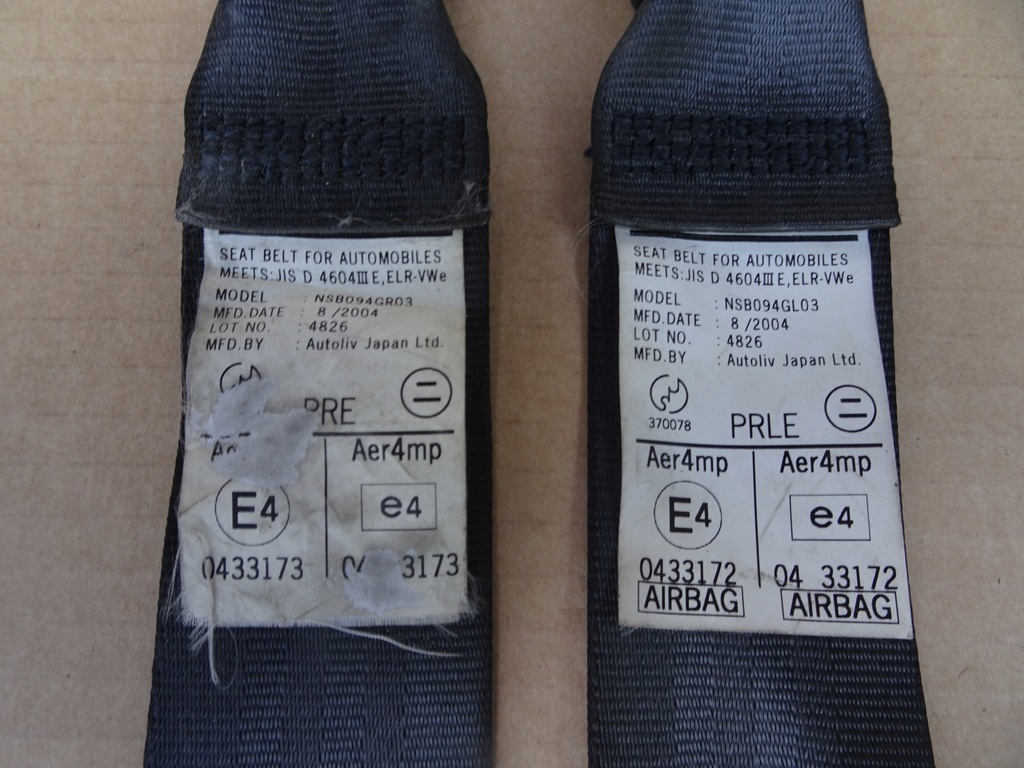 SEAT BELT FOR AUTOMOBILES
MEETS:JIS D 4604ⅢE,ELR-VWe
MODEL : NSB094GR03
MFD.DATE : 8 /2004
LOT NO. : 4826
MFD.BY : Autoliv Japan Ltd.
PRE
Aer4mp
E4
e4
0433173
3173
SEAT BELT FOR AUTOMOBILES
MEETS:JIS D 4604ⅢE,ELR-VWe
MODEL : NSB094GL03
MFD.DATE : 8 /2004
LOT NO. : 4826
MFD.BY : Autoliv Japan Ltd.
370078
PRLE
Aer4mp Aer4mp
E4 e4
0433172 04 33172
AIRBAG AIRBAG